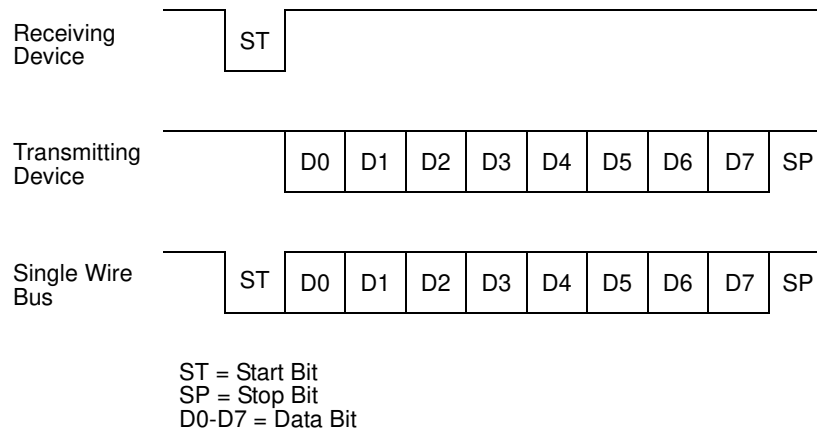 Receiving
Device
ST
Transmitting
Device
D0 D1 D2 D3 D4 D5 D6 D7 SP
Single Wire
Bus
ST D0 D1 D2 D3 D4 D5 D6 D7 SP
ST = Start Bit
SP = Stop Bit
D0-D7 = Data Bit